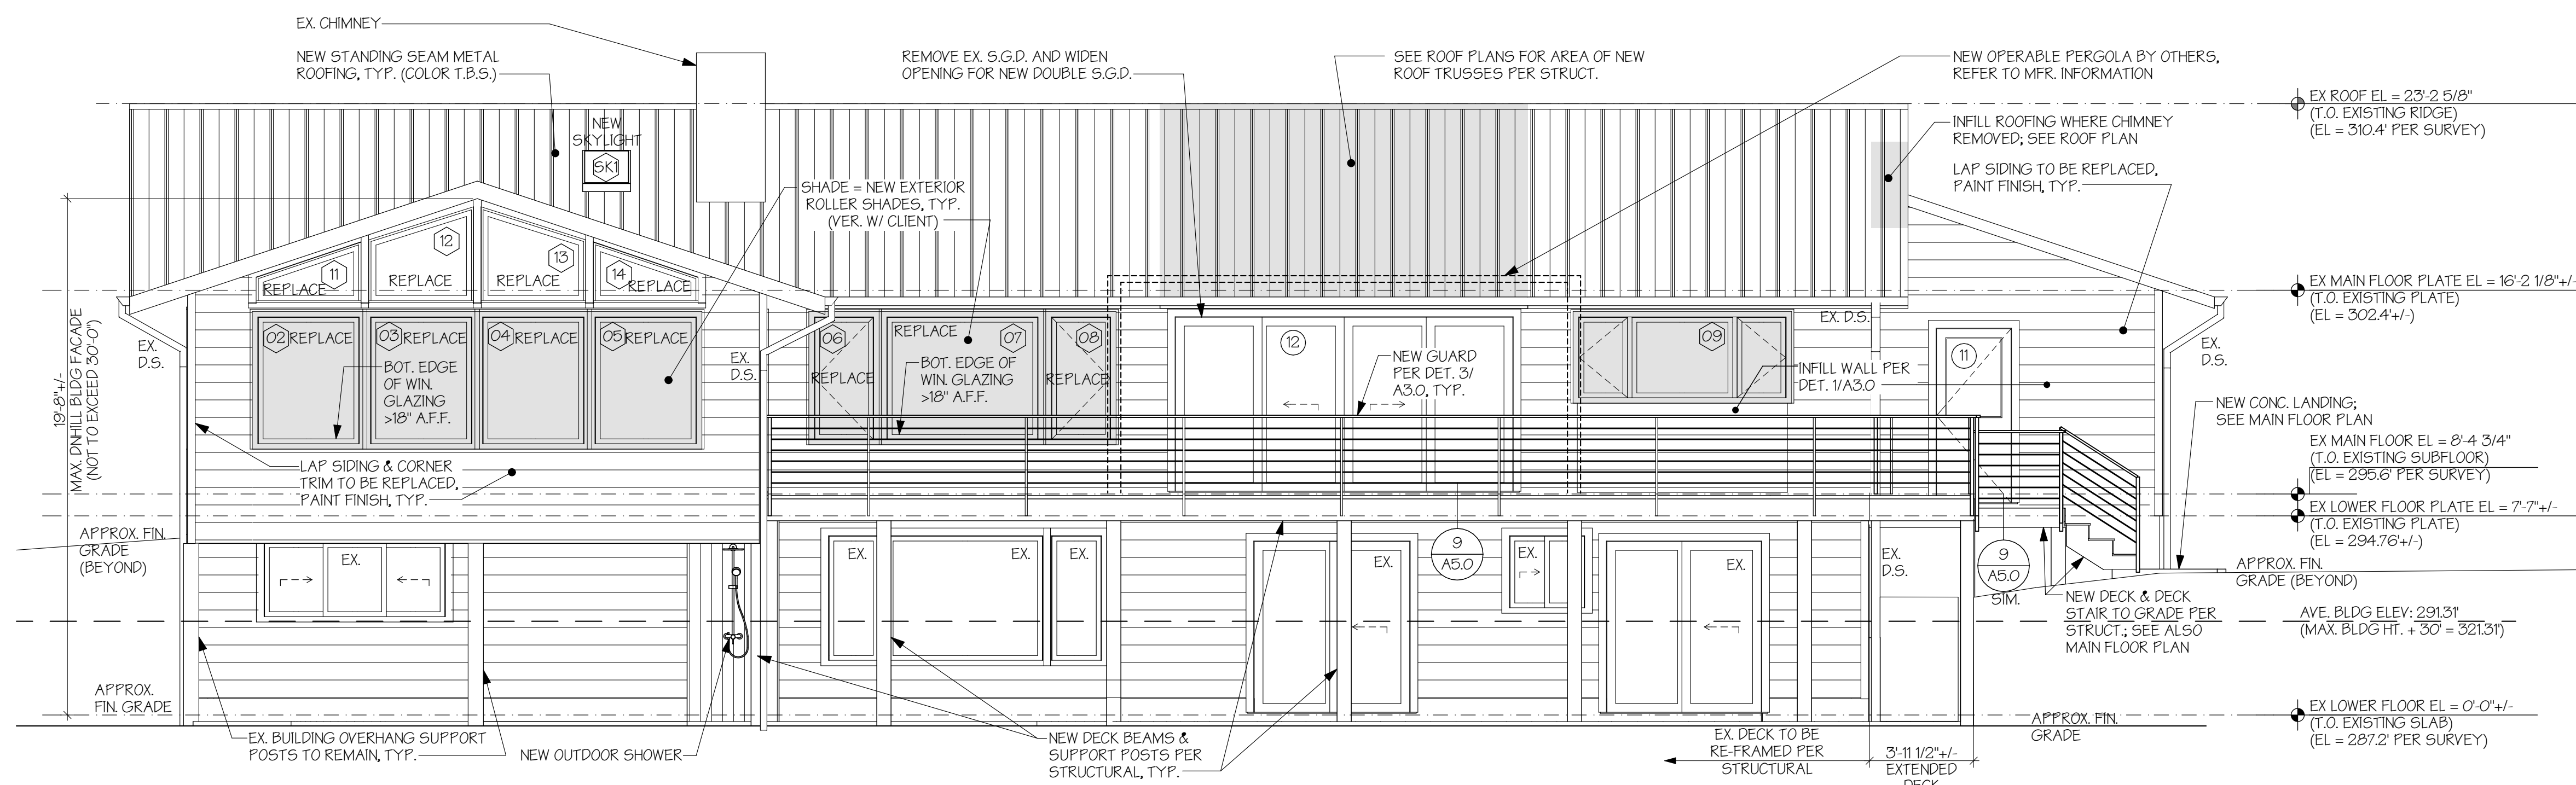 EX. CHIMNEY
NEW STANDING SEAM METAL
ROOFING, TYP. (COLOR T.B.S.)
REMOVE EX. S.G.D. AND WIDEN
OPENING FOR NEW DOUBLE S.G.D.
SEE ROOF PLANS FOR AREA OF NEW
ROOF TRUSSES PER STRUCT.
NEW OPERABLE PERGOLA BY OTHERS,
REFER TO MFR. INFORMATION
EX ROOF EL = 23'-2 5/8"
(T.O. EXISTING RIDGE)
(EL = 310.4' PER SURVEY)
INFILL ROOFING WHERE CHIMNEY
REMOVED; SEE ROOF PLAN
LAP SIDING TO BE REPLACED,
PAINT FINISH, TYP.
NEW
SKYLIGHT
SK1
SHADE = NEW EXTERIOR
ROLLER SHADES, TYP.
(VER. W/ CLIENT)
11
REPLACE
12
REPLACE
13
REPLACE
14
REPLACE
EX MAIN FLOOR PLATE EL = 16'-2 1/8"+/-
(T.O. EXISTING PLATE)
(EL = 302.4'+/-)
19'-8"+/-
MAX. DNHILL BLDG FACADE
(NOT TO EXCEED 30'-0")
EX.
D.S.
02 REPLACE
03 REPLACE
04 REPLACE
05 REPLACE
BOT. EDGE
OF WIN.
GLAZING
>18" A.F.F.
EX.
D.S.
06
REPLACE
REPLACE
07
08
REPLACE
BOT. EDGE OF
WIN. GLAZING
>18" A.F.F.
12
NEW GUARD
PER DET. 3/
A3.0, TYP.
09
EX. D.S.
INFILL WALL PER
DET. 1/A3.0
11
EX.
D.S.
NEW CONC. LANDING;
SEE MAIN FLOOR PLAN
EX MAIN FLOOR EL = 8'-4 3/4"
(T.O. EXISTING SUBFLOOR)
(EL = 295.6' PER SURVEY)
LAP SIDING & CORNER
TRIM TO BE REPLACED,
PAINT FINISH, TYP.
EX LOWER FLOOR PLATE EL = 7'-7"+/-
(T.O. EXISTING PLATE)
(EL = 294.76'+/-)
APPROX. FIN.
GRADE
(BEYOND)
EX.
EX.
EX.
EX.
EX.
9
A5.0
EX.
EX.
EX.
D.S.
9
A5.0
SIM.
APPROX. FIN.
GRADE (BEYOND)
NEW DECK & DECK
STAIR TO GRADE PER
STRUCT.; SEE ALSO
MAIN FLOOR PLAN
AVE. BLDG ELEV: 291.31'
(MAX. BLDG HT. + 30' = 321.31')
APPROX.
FIN. GRADE
EX LOWER FLOOR EL = 0'-0"+/-
(T.O. EXISTING SLAB)
(EL = 287.2' PER SURVEY)
APPROX. FIN.
GRADE
EX. BUILDING OVERHANG SUPPORT
POSTS TO REMAIN, TYP.
NEW OUTDOOR SHOWER
NEW DECK BEAMS &
SUPPORT POSTS PER
STRUCTURAL, TYP.
EX. DECK TO BE
RE-FRAMED PER
STRUCTURAL
3'-11 1/2"+/-
EXTENDED
DECK